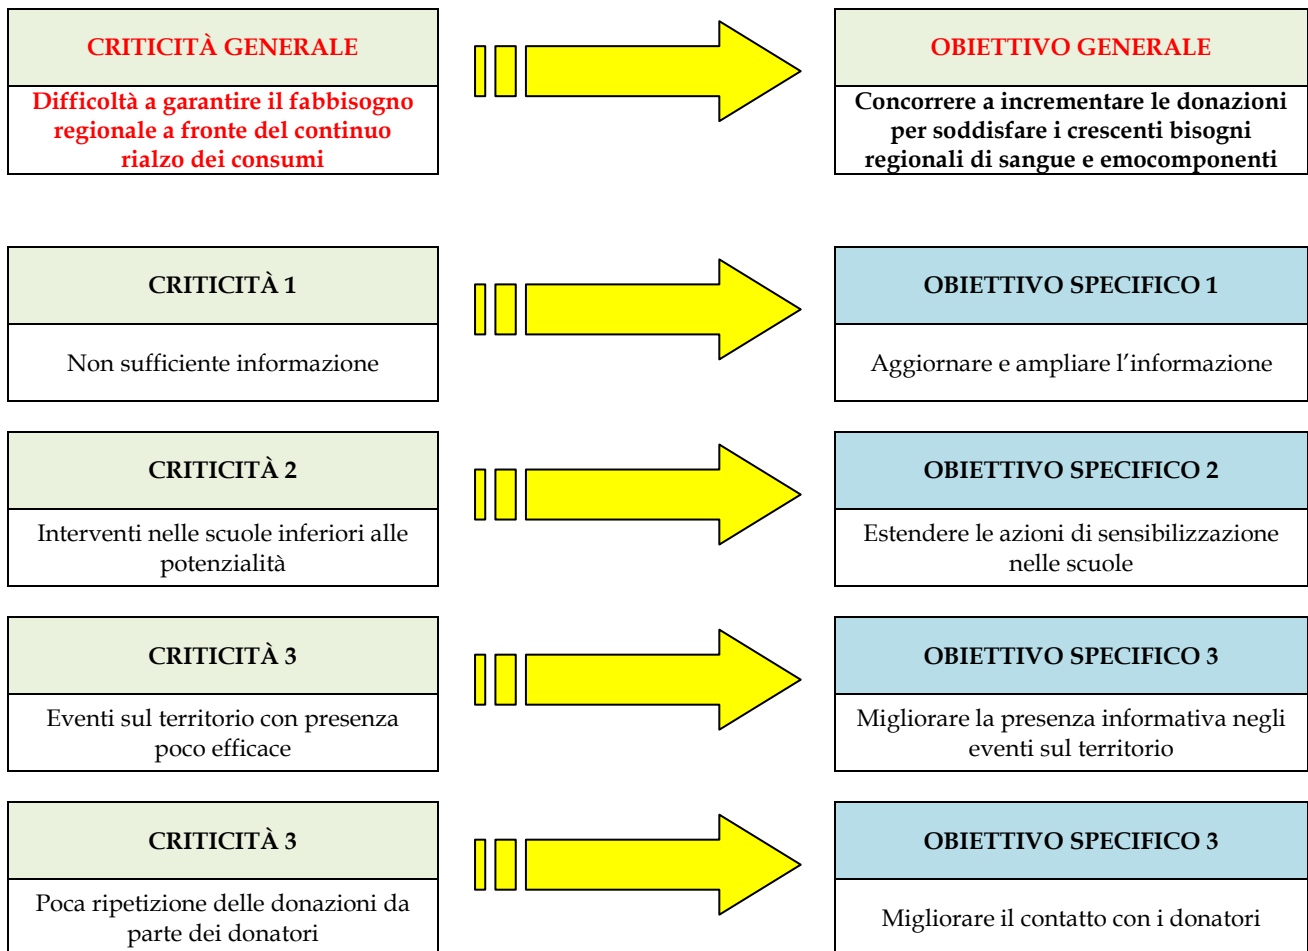 CRITICITÀ GENERALE
OBIETTIVO GENERALE
Difficoltà a garantire il fabbisogno
regionale a fronte del continuo
rialzo dei consumi
Concorrere a incrementare le donazioni
per soddisfare i crescenti bisogni
regionali di sangue e emocomponenti
CRITICITÀ 1
OBIETTIVO SPECIFICO 1
Non sufficiente informazione
Aggiornare e ampliare l’informazione
CRITICITÀ 2
OBIETTIVO SPECIFICO 2
Interventi nelle scuole inferiori alle
potenzialità
Estendere le azioni di sensibilizzazione
nelle scuole
CRITICITÀ 3
OBIETTIVO SPECIFICO 3
Eventi sul territorio con presenza
poco efficace
Migliorare la presenza informativa negli
eventi sul territorio
CRITICITÀ 3
OBIETTIVO SPECIFICO 3
Poca ripetizione delle donazioni da
parte dei donatori
Migliorare il contatto con i donatori